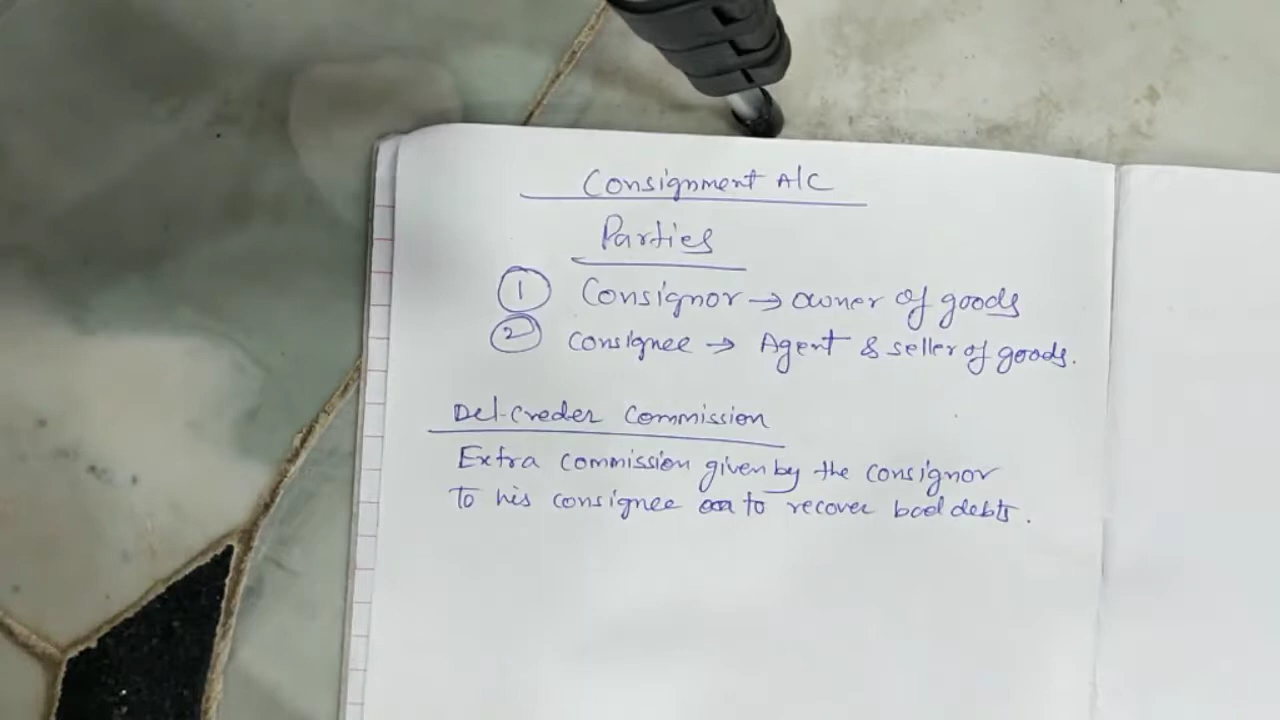 Consignment A/C
Parties
1 Consignor → owner of goods
2 Consignee → Agent & seller of goods.
Del-Creder Commission
Extra commission given by the consignor
To his consignee to recover bad debts.